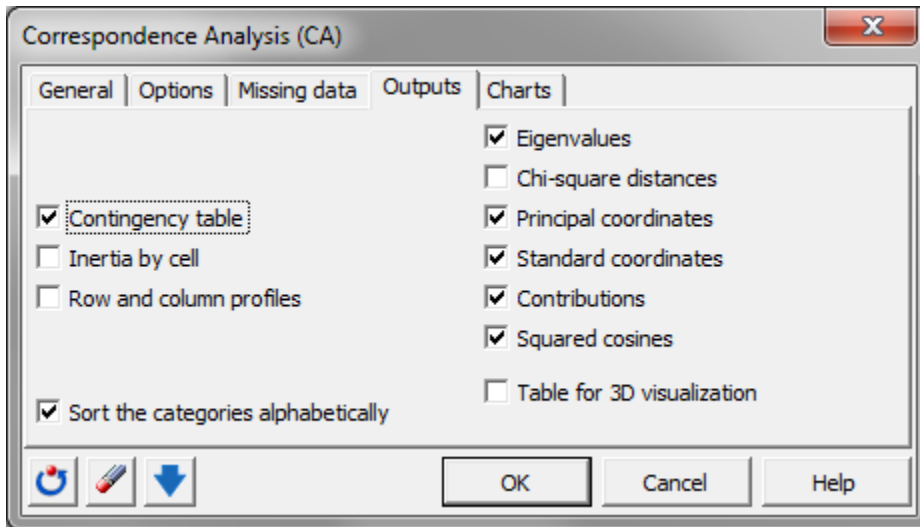 Correspondence Analysis (CA)
General
Options
Missing data
Outputs
Charts
Contingency table
Inertia by cell
Row and column profiles
Sort the categories alphabetically
Eigenvalues
Chi-square distances
Principal coordinates
Standard coordinates
Contributions
Squared cosines
Table for 3D visualization
OK
Cancel
Help